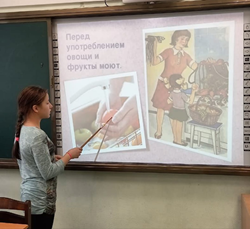 Перед
употреблением
овощи и
фрукты моют.